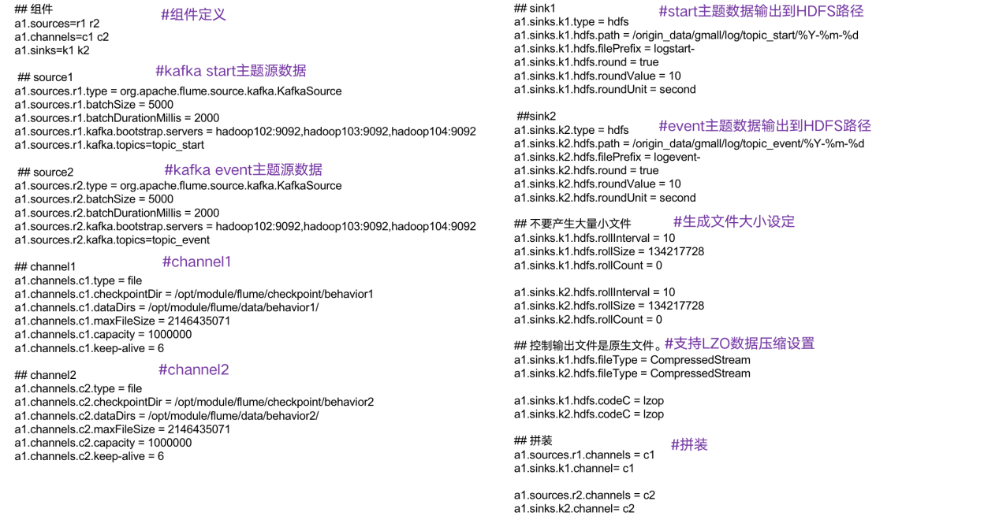 ## 组件
#组件定义
a1.sources=r1 r2
a1.channels=c1 c2
a1.sinks=k1 k2
#kafka start主题源数据
## source1
a1.sources.r1.type = org.apache.flume.source.kafka.KafkaSource
a1.sources.r1.batchSize = 5000
a1.sources.r1.batchDurationMillis = 2000
a1.sources.r1.kafka.bootstrap.servers = hadoop102:9092,hadoop103:9092,hadoop104:9092
a1.sources.r1.kafka.topics=topic_start
## source2
#kafka event主题源数据
a1.sources.r2.type = org.apache.flume.source.kafka.KafkaSource
a1.sources.r2.batchSize = 5000
a1.sources.r2.batchDurationMillis = 2000
a1.sources.r2.kafka.bootstrap.servers = hadoop102:9092,hadoop103:9092,hadoop104:9092
a1.sources.r2.kafka.topics=topic_event
## channel1
#channel1
a1.channels.c1.type = file
a1.channels.c1.checkpointDir = /opt/module/flume/checkpoint/behavior1
a1.channels.c1.dataDirs = /opt/module/flume/data/behavior1/
a1.channels.c1.maxFileSize = 2146435071
a1.channels.c1.capacity = 1000000
a1.channels.c1.keep-alive = 6
## channel2
#channel2
a1.channels.c2.type = file
a1.channels.c2.checkpointDir = /opt/module/flume/checkpoint/behavior2
a1.channels.c2.dataDirs = /opt/module/flume/data/behavior2/
a1.channels.c2.maxFileSize = 2146435071
a1.channels.c2.capacity = 1000000
a1.channels.c2.keep-alive = 6
## sink1
#start主题数据输出到HDFS路径
a1.sinks.k1.type = hdfs
a1.sinks.k1.hdfs.path = /origin_data/gmall/log/topic_start/%Y-%m-%d
a1.sinks.k1.hdfs.filePrefix = logstart-
a1.sinks.k1.hdfs.round = true
a1.sinks.k1.hdfs.roundValue = 10
a1.sinks.k1.hdfs.roundUnit = second
##sink2
#event主题数据输出到HDFS路径
a1.sinks.k2.type = hdfs
a1.sinks.k2.hdfs.path = /origin_data/gmall/log/topic_event/%Y-%m-%d
a1.sinks.k2.hdfs.filePrefix = logevent-
a1.sinks.k2.hdfs.round = true
a1.sinks.k2.hdfs.roundValue = 10
a1.sinks.k2.hdfs.roundUnit = second
## 不要产生大量小文件
#生成文件大小设定
a1.sinks.k1.hdfs.rollInterval = 10
a1.sinks.k1.hdfs.rollSize = 134217728
a1.sinks.k1.hdfs.rollCount = 0
a1.sinks.k2.hdfs.rollInterval = 10
a1.sinks.k2.hdfs.rollSize = 134217728
a1.sinks.k2.hdfs.rollCount = 0
## 控制输出文件是原生文件。
#支持LZO数据压缩设置
a1.sinks.k1.hdfs.fileType = CompressedStream
a1.sinks.k2.hdfs.fileType = CompressedStream
a1.sinks.k1.hdfs.codeC = lzop
a1.sinks.k2.hdfs.codeC = lzop
## 拼装
#拼装
a1.sources.r1.channels = c1
a1.sinks.k1.channel= c1
a1.sources.r2.channels = c2
a1.sinks.k2.channel= c2